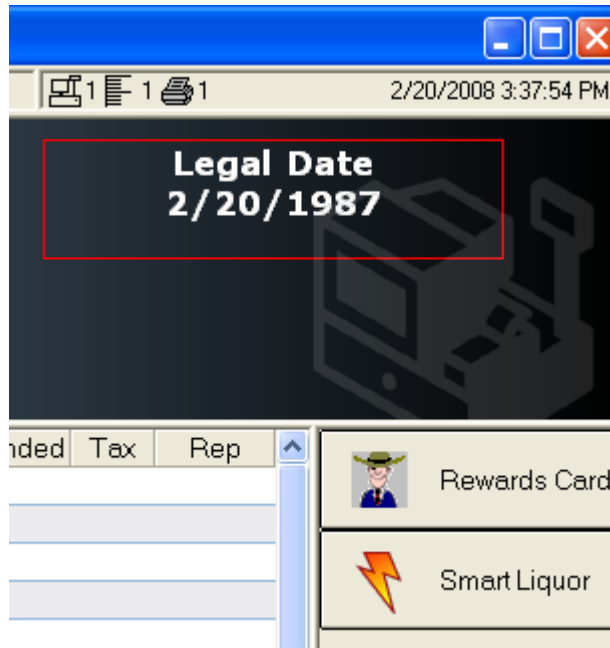 1 1 1 2/20/2008 3:37:54 PM
Legal Date
2/20/1987
nded Tax Rep
Rewards Card
Smart Liquor